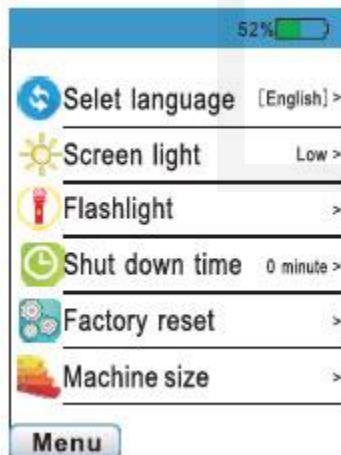 52%
Selet language [English] >
Screen light Low >
Flashlight >
Shut down time 0 minute >
Factory reset >
Machine size >
Menu